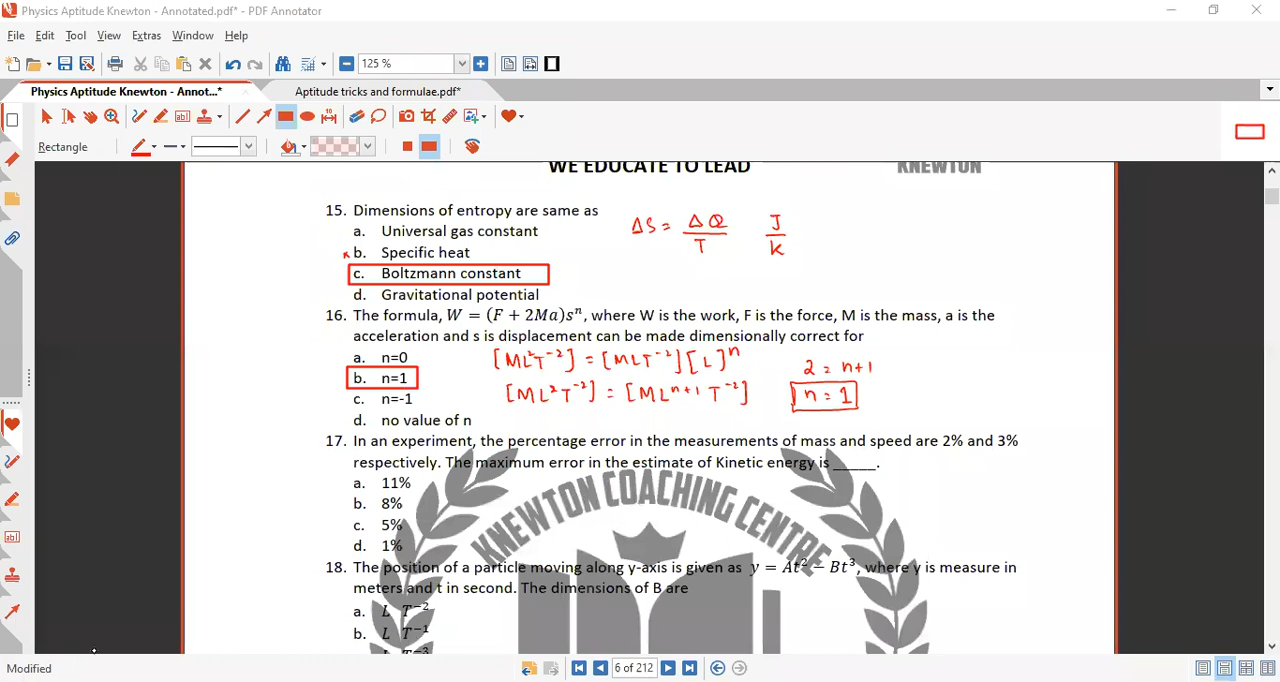 Physics Aptitude Knewton - Annotated.pdf* - PDF Annotator
File Edit Tool View Extras Window Help
125 %
Physics Aptitude Knewton - Annot...* Aptitude tricks and formulae.pdf*
Rectangle
WE EDUCATE TO LEAD
KNEWTON
15. Dimensions of entropy are same as
a. Universal gas constant
b. Specific heat
c. Boltzmann constant
d. Gravitational potential
ΔS = ΔQ/T J/K
16. The formula, W = (F + 2Ma)sⁿ, where W is the work, F is the force, M is the mass, a is the
acceleration and s is displacement can be made dimensionally correct for
a. n=0
b. n=1
c. n=-1
d. no value of n
[ML²T⁻²] = [MLT⁻²][L]ⁿ
[ML²T⁻²] = [MLⁿ⁺¹T⁻²]
2 = n+1
n = 1
17. In an experiment, the percentage error in the measurements of mass and speed are 2% and 3%
respectively. The maximum error in the estimate of Kinetic energy is _____.
a. 11%
b. 8%
c. 5%
d. 1%
KNEWTON COACHING CENTRE
18. The position of a particle moving along y-axis is given as y = At² − Bt³, where y is measure in
meters and t in second. The dimensions of B are
a. L T⁻²
b. L T⁻¹
Modified
6 of 212